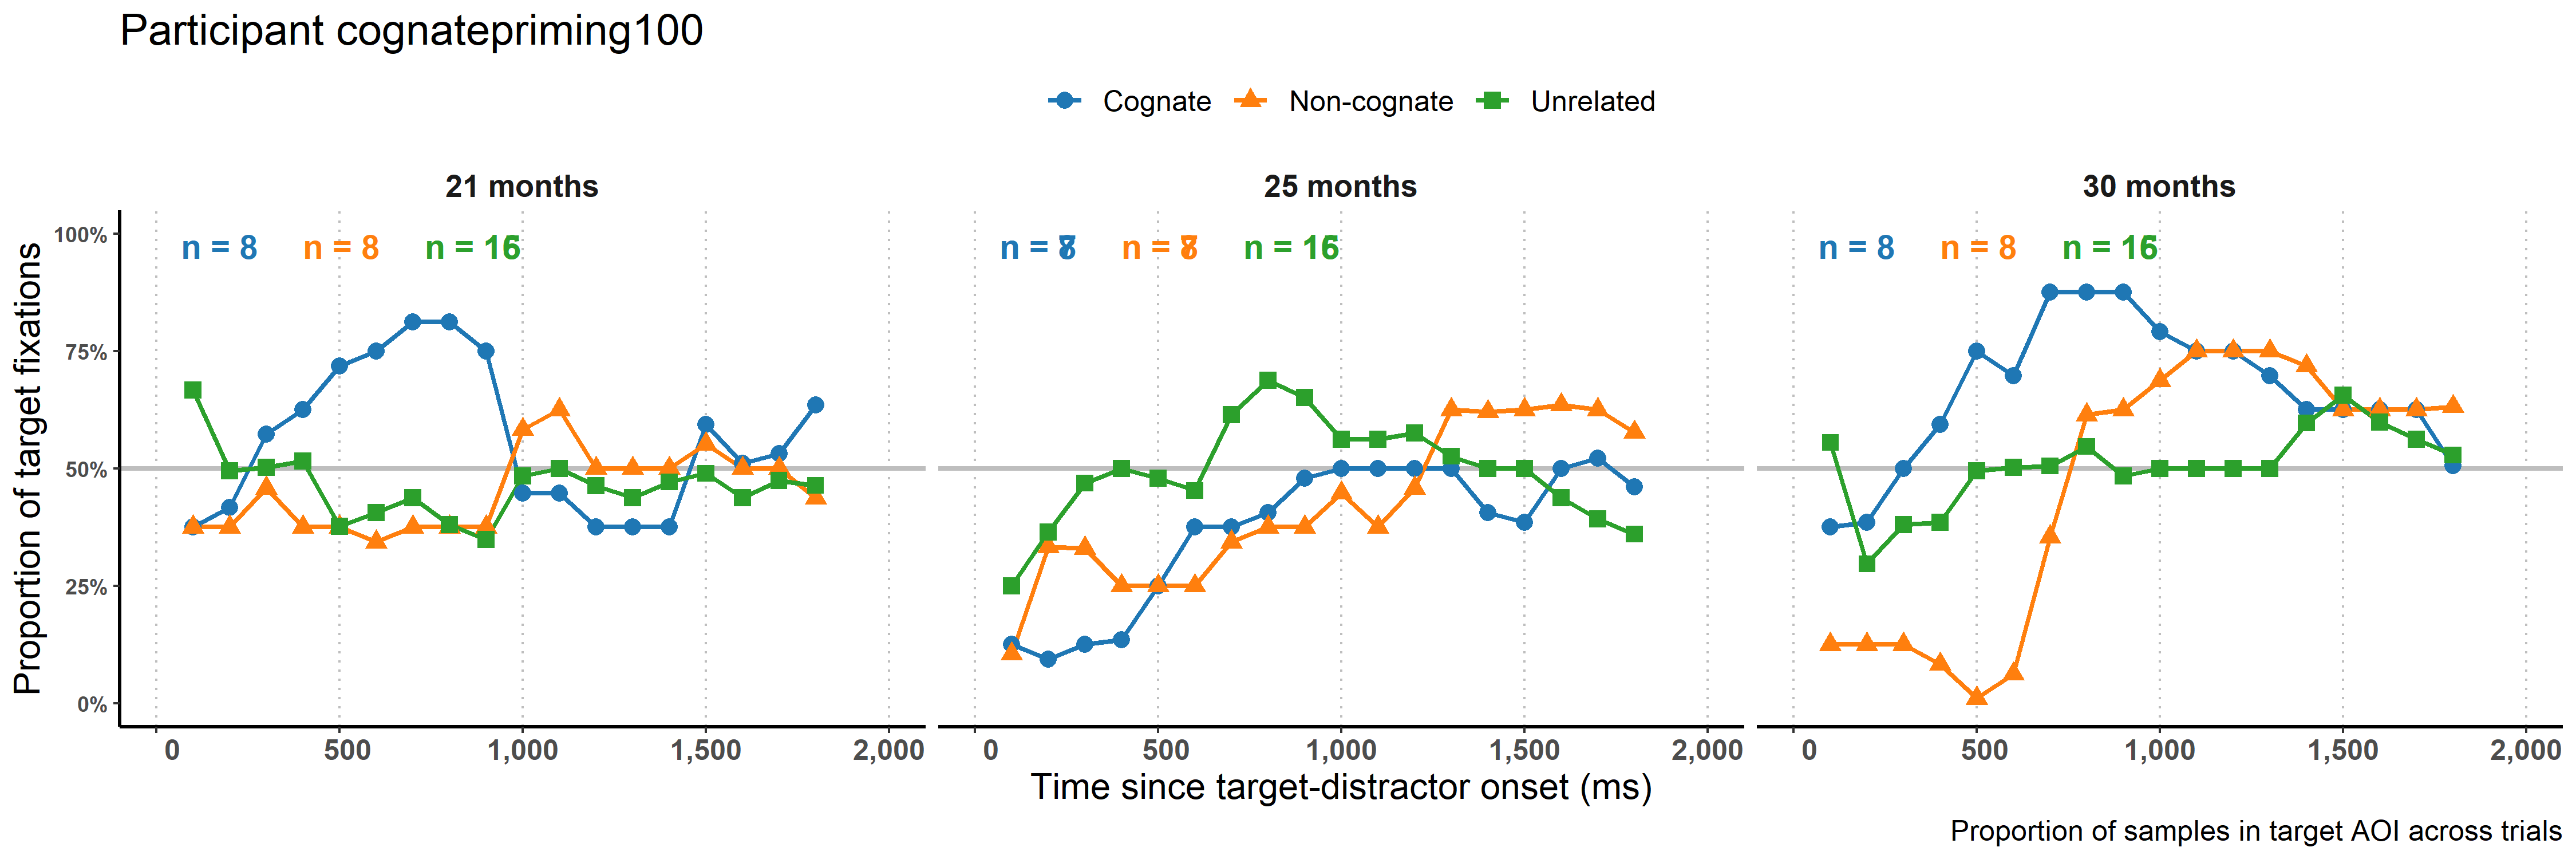 Participant cognatepriming100
Cognate Non-cognate Unrelated
21 months 25 months 30 months
100% n = 8 n = 8 n = n = n = n = n = 8 n = 8 n =
75%
50%
25%
0%
0 500 1,000 1,500 2,000 0 500 1,000 1,500 2,000 0 500 1,000 1,500 2,000
Proportion of target fixations
Time since target-distractor onset (ms)
Proportion of samples in target AOI across trials